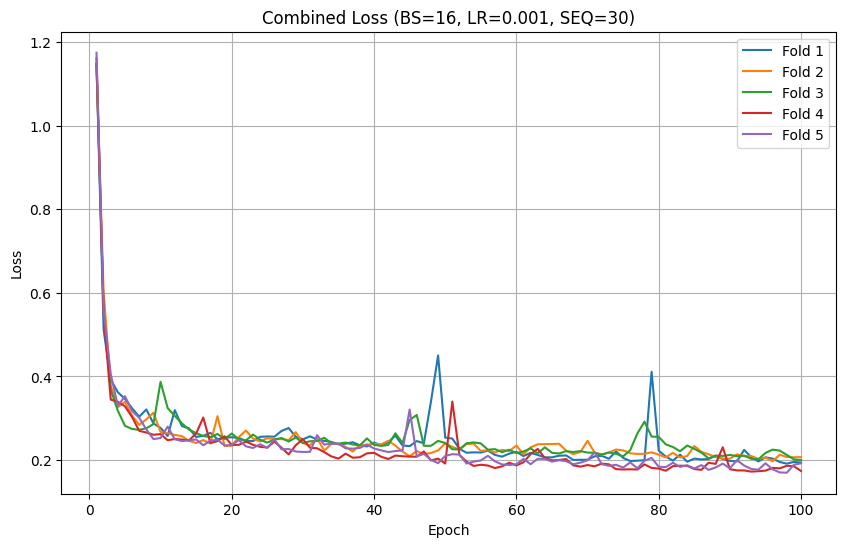 Combined Loss (BS=16, LR=0.001, SEQ=30)
Fold 1
Fold 2
Fold 3
Fold 4
Fold 5
Loss
1.2
1.0
0.8
0.6
0.4
0.2
0 20 40 60 80 100
Epoch